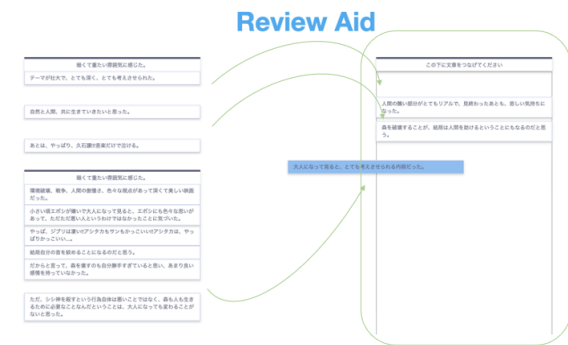 Review Aid
暗くて重たい雰囲気に感じた。
テーマが壮大で、とても深く、とても考えさせられた。
自然と人間、共に生きていきたいと思った。
あとは、やっぱり、久石譲!!音楽だけで泣ける。
暗くて重たい雰囲気に感じた。
環境破壊、戦争、人間の傲慢さ、色々な視点があって深くて美しい映画
だった。
小さい頃エボシが嫌いで大人になって見ると、エボシにも色々な思いが
あって、ただただ悪い人というわけではなかったことに気づいた。
やっぱ、ジブリは凄い!アシタカもサンもかっこいい!アシタカは、やっ
ぱりかっこいい…。
結局自分の首を絞めることになるのだと思う。
だからと言って、森を壊すのも自分勝手すぎていると思い、あまり良い
感情を持っていなかった。
ただ、シシ神を殺すという行為自体は悪いことではなく、森も人も生き
るために必要なことなんだということは、大人になっても変わることが
ないと思った。
この下に文章をつなげてください
人間の醜い部分がとてもリアルで、見終わったあとも、悲しい気持ちに
なった。
森を破壊することが、結局は人間を助けるということにもなるのだと思
う。
大人になって見ると、とても考えさせられる内容だった。